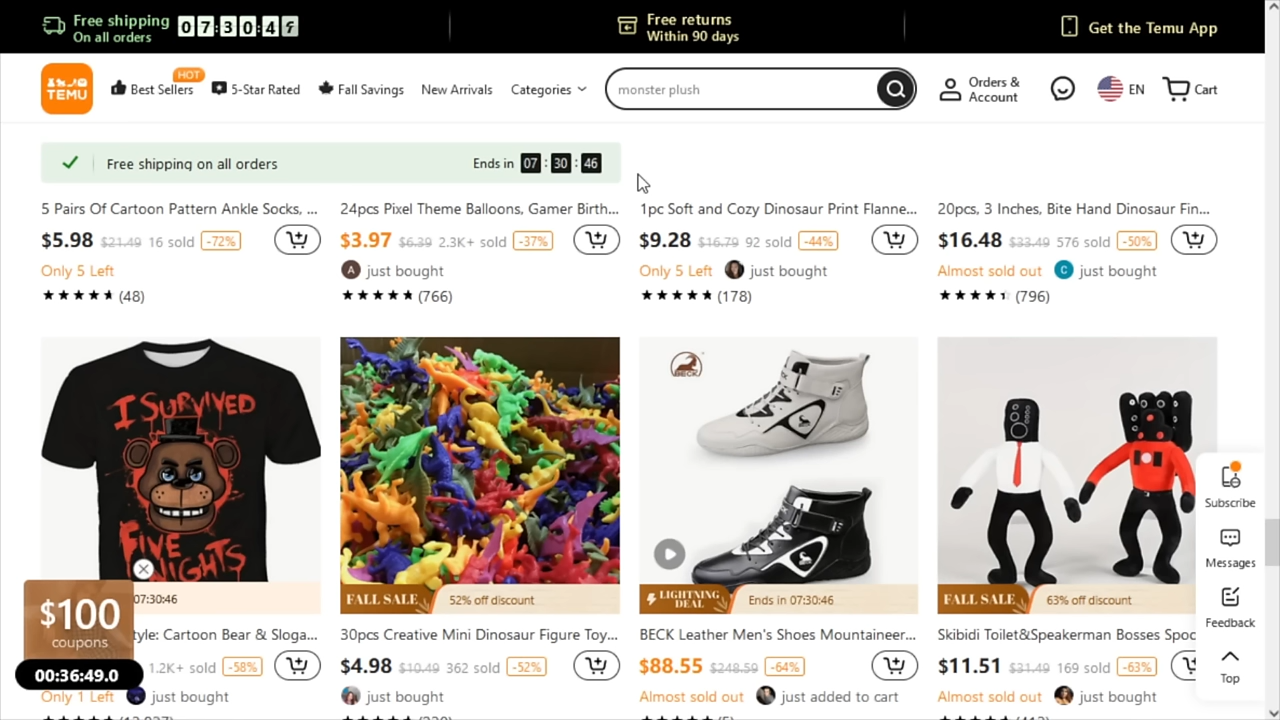 Free shipping
On all orders
07:30:4
Free returns
Within 90 days
Get the Temu App
TEMU
Best Sellers
HOT
5-Star Rated
Fall Savings
New Arrivals
Categories
monster plush
Orders &
Account
EN
Cart
Free shipping on all orders
Ends in 07 : 30 : 46
5 Pairs Of Cartoon Pattern Ankle Socks, ...
$5.98 $21.49 16 sold -72%
Only 5 Left
(48)
24pcs Pixel Theme Balloons, Gamer Birth...
$3.97 $6.39 2.3K+ sold -37%
A just bought
(766)
1pc Soft and Cozy Dinosaur Print Flanne...
$9.28 $16.79 92 sold -44%
Only 5 Left just bought
(178)
20pcs, 3 Inches, Bite Hand Dinosaur Fin...
$16.48 $33.49 576 sold -50%
Almost sold out C just bought
(796)
I SURVIVED
FIVE
NIGHTS
07:30:46
tyle: Cartoon Bear & Sloga...
1.2K+ sold -58%
Only 1 Left just bought
FALL SALE 52% off discount
30pcs Creative Mini Dinosaur Figure Toy...
$4.98 $10.49 362 sold -52%
just bought
BECK
LIGHTNING
DEAL
Ends in 07:30:46
BECK Leather Men's Shoes Mountaineer...
$88.55 $248.59 -64%
Almost sold out just added to cart
FALL SALE 63% off discount
Skibidi Toilet&Speakerman Bosses Spoo
$11.51 $31.49 169 sold -63%
Almost sold out just bought
$100
coupons
00:36:49.0
Subscribe
Messages
Feedback
Top